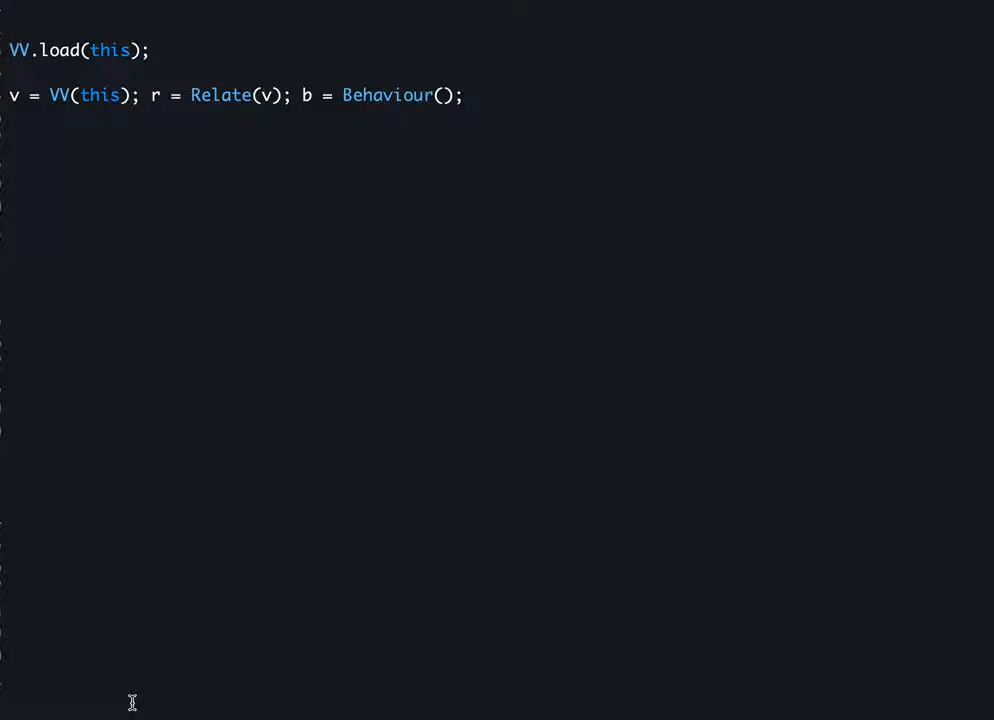 VV.load(this);
v = VV(this); r = Relate(v); b = Behaviour();